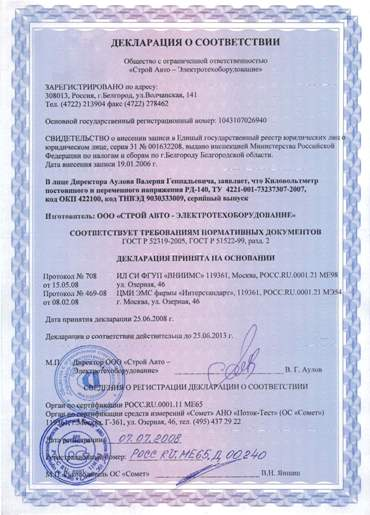 ДЕКЛАРАЦИЯ О СООТВЕТСТВИИ
Общество с ограниченной ответственностью
«Строй Авто – Электротехоборудование»
ЗАРЕГИСТРИРОВАНО по адресу:
308013, Россия, г.Белгород, ул.Волчанская, 141
Тел. (4722) 213904 факс (4722) 278462
Основной государственный регистрационный номер: 1043107026940
СВИДЕТЕЛЬСТВО о внесении записи в Единый государственный реестр юридических лиц о
юридическом лице, серия 31 № 001632208, выдано инспекцией Министерства Российской
Федерации по налогам и сборам по г.Белгороду Белгородской области.
Дата внесения записи 19.01.2006 г.
В лице Директора Аулова Валерия Геннадьевича, заявляет, что Киловольтметр
постоянного и переменного напряжения РД-140, ТУ 4221-001-73237307-2007,
код ОКП 422100, код ТНВЭД 9030333009, серийный выпуск
Изготовитель: ООО «СТРОЙ АВТО - ЭЛЕКТРОТЕХОБОРУДОВАНИЕ»
СООТВЕТСТВУЕТ ТРЕБОВАНИЯМ НОРМАТИВНЫХ ДОКУМЕНТОВ
ГОСТ Р 52319-2005, ГОСТ Р 51522-99, разд. 2
ДЕКЛАРАЦИЯ ПРИНЯТА НА ОСНОВАНИИ
Протокол № 708 ИЛ СИ ФГУП «ВНИИМС» 119361, Москва, РОСС.RU.0001.21 МЕ98
от 15.05.08 ул. Озерная, 46
Протокол № 469-08 ЦМИ ЭМС фирмы «Интерстандарт», 119361, РОСС.RU.0001.21 МЭ54
от 08.02.08 г. Москва, ул. Озерная, 46
Дата принятия декларации 25.06.2008 г.
Декларация о соответствии действительна до 25.06.2013 г.
М.П. Директор ООО «Строй Авто –
Электротехоборудование» В. Г. Аулов
СВЕДЕНИЯ О РЕГИСТРАЦИИ ДЕКЛАРАЦИИ О СООТВЕТСТВИИ
Орган по сертификации РОСС.RU.0001.11 МЕ65
Орган по сертификации средств измерений «Сомет» АНО «Поток-Тест» (ОС «Сомет»)
119361 г. Москва, Г-361, ул. Озерная, 46, тел. (495) 437 29 22
Дата регистрации 07.07.2008
Регистрационный номер: РОСС RU.МЕ65.Д 00240
М.П. Руководитель ОС «Сомет» В.Н. Яншин